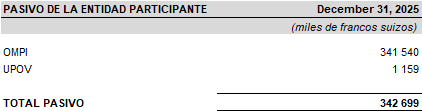 PASIVO DE LA ENTIDAD PARTICIPANTE December 31, 2025
(miles de francos suizos)
OMPI 341 540
UPOV 1 159
TOTAL PASIVO 342 699